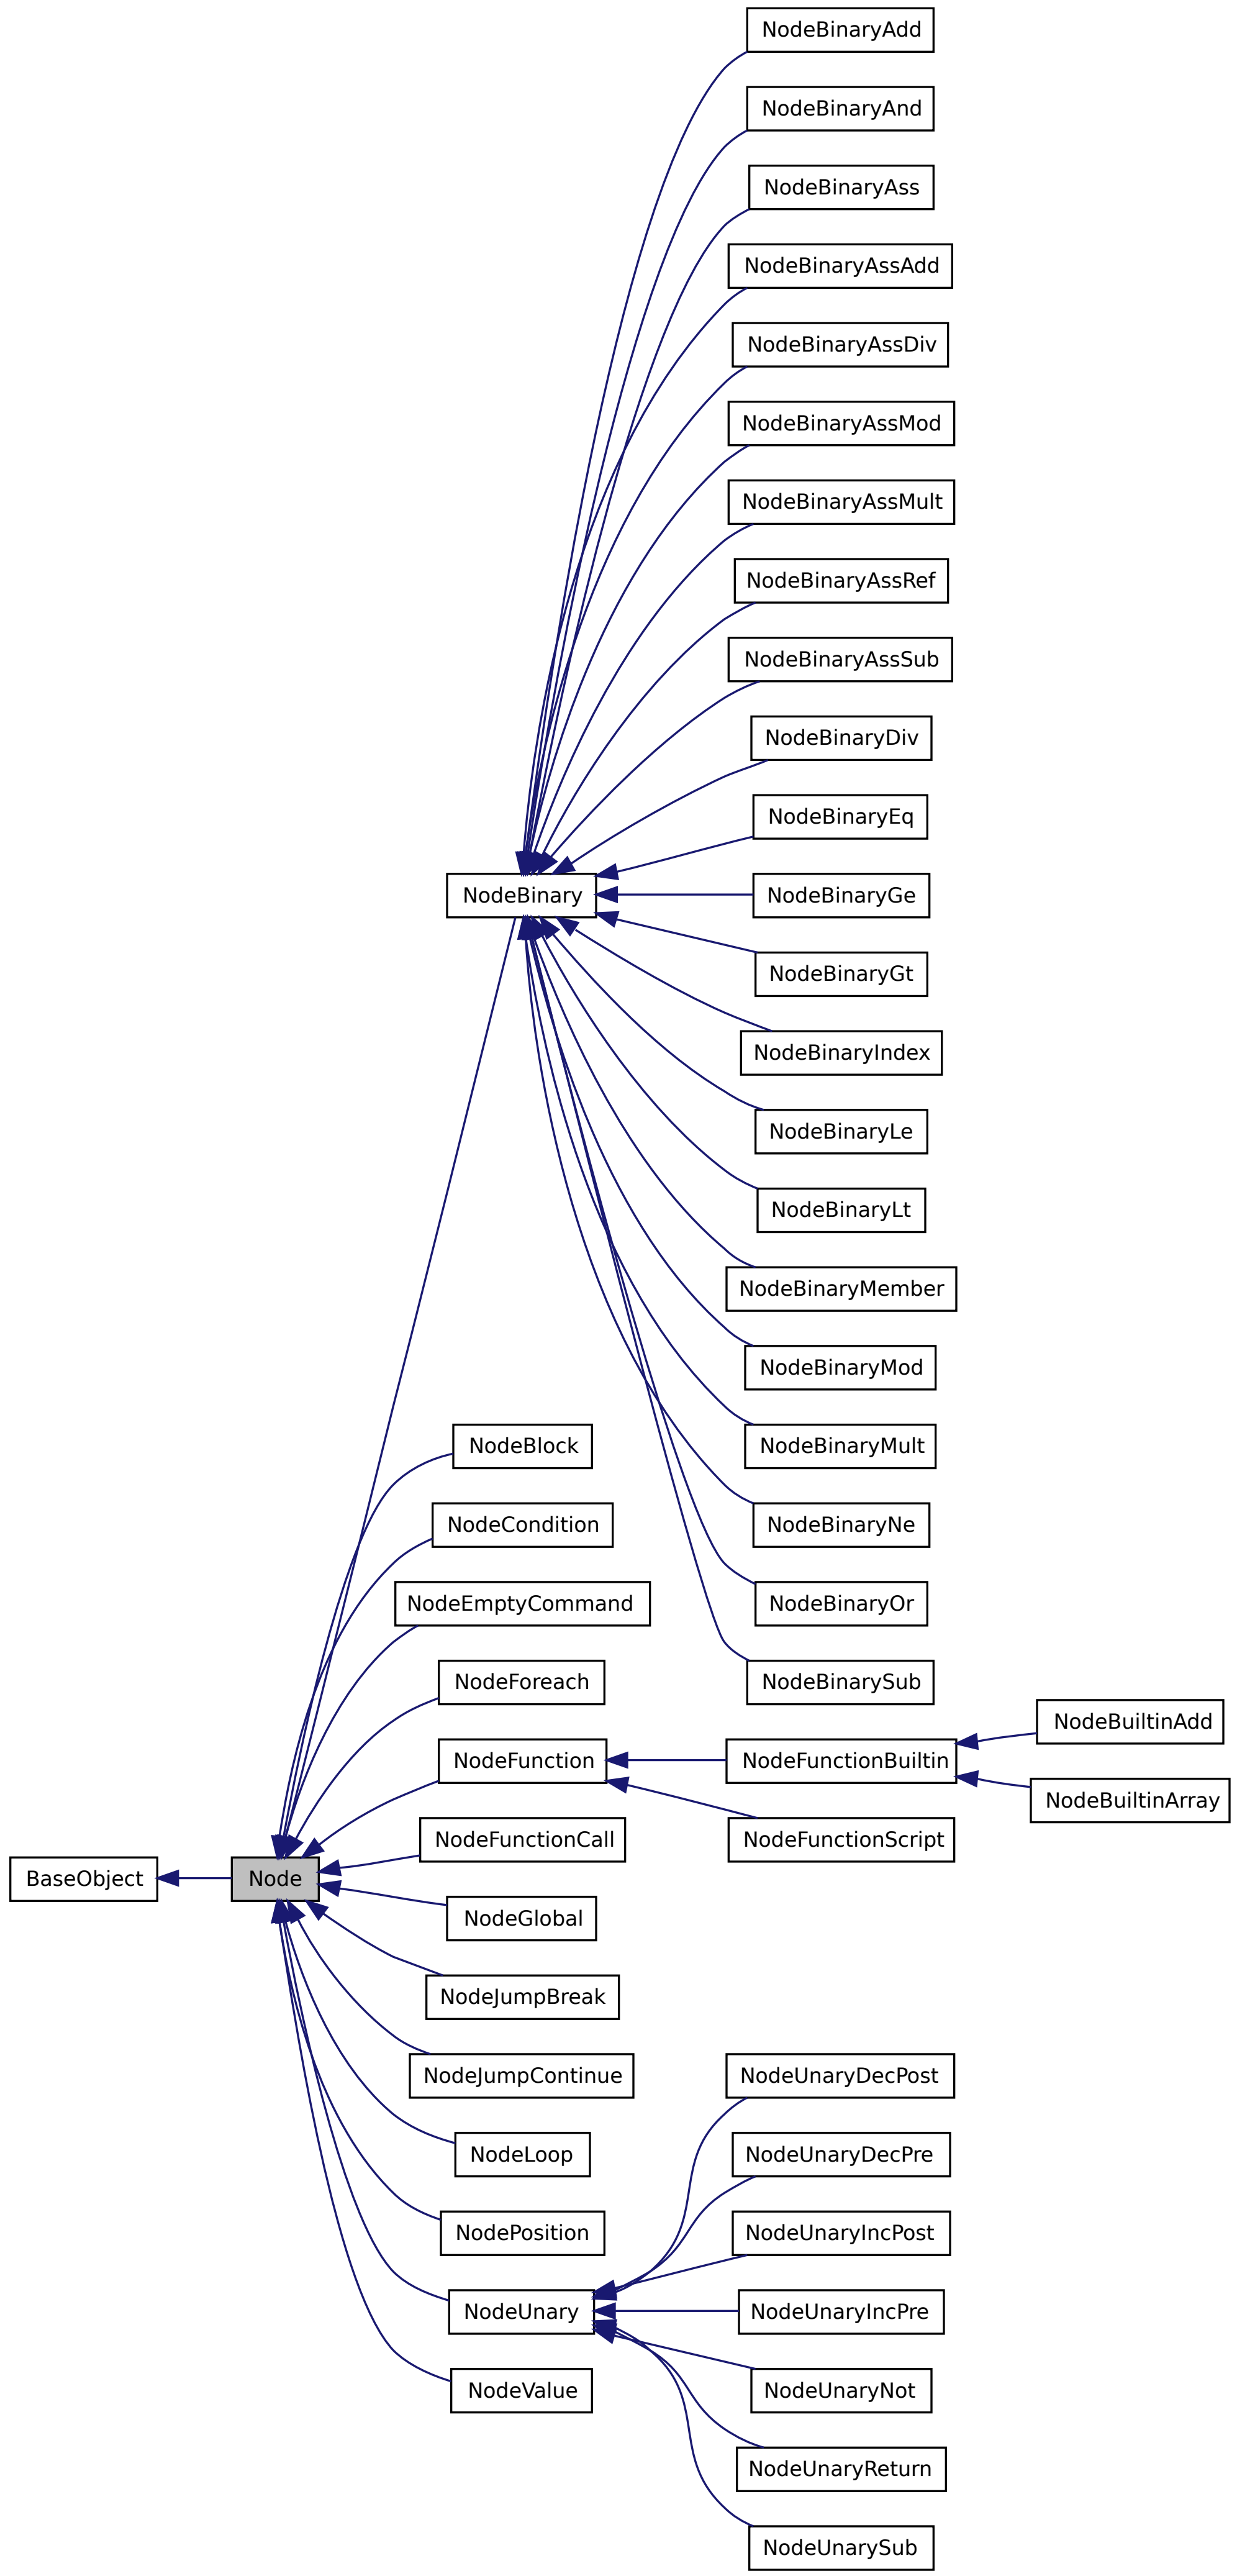 NodeBinaryAdd
NodeBinaryAnd
NodeBinaryAss
NodeBinaryAssAdd
NodeBinaryAssDiv
NodeBinaryAssMod
NodeBinaryAssMult
NodeBinaryAssRef
NodeBinaryAssSub
NodeBinaryDiv
NodeBinaryEq
NodeBinary
NodeBinaryGe
NodeBinaryGt
NodeBinaryIndex
NodeBinaryLe
NodeBinaryLt
NodeBinaryMember
NodeBinaryMod
NodeBlock
NodeBinaryMult
NodeCondition
NodeBinaryNe
NodeEmptyCommand
NodeBinaryOr
NodeForeach
NodeBinarySub
NodeBuiltinAdd
NodeFunction
NodeFunctionBuiltin
NodeBuiltinArray
NodeFunctionCall
NodeFunctionScript
BaseObject
Node
NodeGlobal
NodeJumpBreak
NodeJumpContinue
NodeUnaryDecPost
NodeLoop
NodeUnaryDecPre
NodePosition
NodeUnaryIncPost
NodeUnary
NodeUnaryIncPre
NodeValue
NodeUnaryNot
NodeUnaryReturn
NodeUnarySub